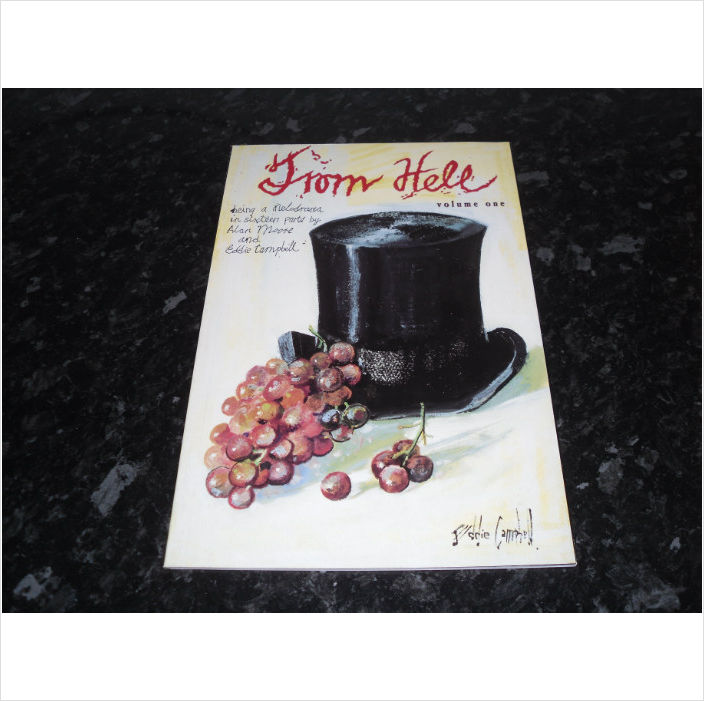 From Hell
volume one
being a Melodrama
in sixteen parts by
Alan Moore
and
Eddie Campbell
Eddie Campbell